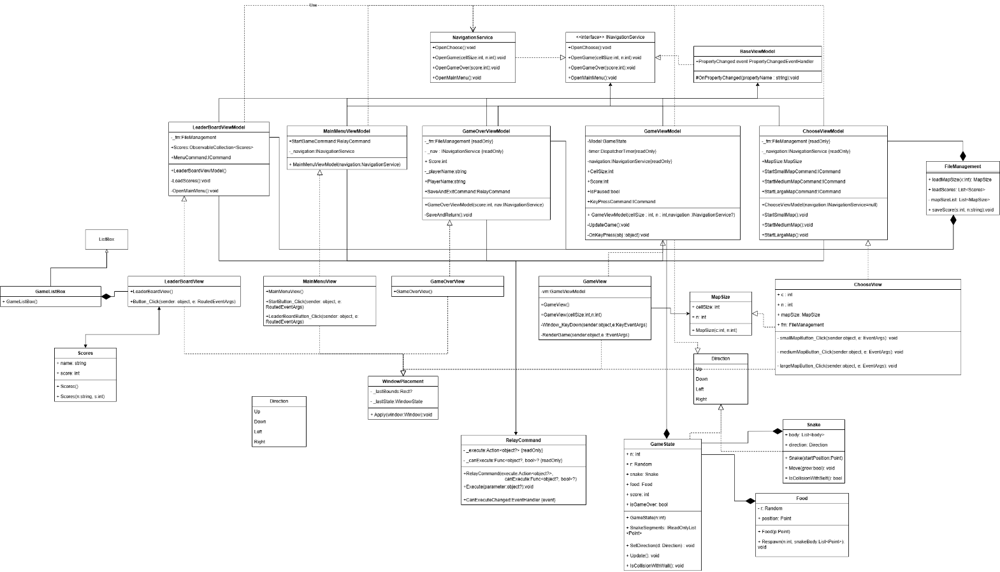 Use
NavigationService
+OpenChoose():void
+OpenGame(cellSize:int, n:int):void
+OpenGameOver(score:int):void
+OpenMainMenu():void
<<interface>> INavigationService
+OpenChoose():void
+OpenGame(cellSize:int, n:int):void
+OpenGameOver(score:int):void
+OpenMainMenu():void
BaseViewModel
+PropertyChanged:event PropertyChangedEventHandler
#OnPropertyChanged(propertyName : string):void
LeaderBoardViewModel
-_fm:FileManagement
+Scores:ObservableCollection<Scores>
+MenuCommand:ICommand
+LeaderBoardViewModel()
-LoadScores():void
-OpenMainMenu():void
MainMenuViewModel
+StartGameCommand:RelayCommand
-_navigation:INavigationService
+ MainMenuViewModel(navigation:NavigationService)
GameOverViewModel
-_fm:FileManagement {readOnly}
- _nav : INavigationService {readOnly}
+ Score:int
-_playerName:string
+PlayerName:string
+SaveAndExitCommand:RelayCommand
+GameOverViewModel(score:int, nav:INavigationService)
-SaveAndReturn():void
GameViewModel
-Model:GameState
-timer:DispatcherTimer{readOnly}
-navigation:INavigationService{readOnly}
+CellSize:int
+Score:int
+IsPaused:bool
+KeyPressCommand:ICommand
+ GameViewModel(cellSize : int, n : int,navigation :INavigationService?)
-UpdateGame():void
-OnKeyPress(obj :object):void
ChooseViewModel
-_fm:FileManagement {readOnly}
-_navigation:INavigationService {readOnly}
+MapSize:MapSize
+StartSmallMapCommand:ICommand
+StartMediumMapCommand:ICommand
+StartLargeMapCommand:ICommand
+ChooseViewModel(navigation:INavigationService=null)
+StartSmallMap():void
+StartMediumMap():void
+StartLargeMap():void
FileManagement
+ loadMapSize(x:int): MapSize
+ loadScores: List<Scores>
- mapSizeList: List<MapSize>
+ saveScore(s:int, n:string):void
ListBox
GameListBox
+ GameListBox()
LeaderBoardView
+LeaderBoardView()
+Button_Click(sender: object, e: RoutedEventArgs)
MainMenuView
+MainMenuView()
+StartButton_Click(sender: object, e:
RoutedEventArgs)
+LeaderBoardButton_Click(sender: object, e:
RoutedEventArgs)
GameOverView
+GameOverView()
GameView
-vm:GameViewModel
+GameView()
+GameView(cellSize:int,n:int)
-Window_KeyDown(sender:object,e:KeyEventArgs)
-RenderGame(sender:object,e :EventArgs)
MapSize
+ cellSize: int
+ n: int
+ MapSize(c:int, n:int)
ChooseView
+ c : int
+ n : int
+ mapSize: MapSize
+ fm: FileManagement
- smallMapButton_Click(sender:object, e: EventArgs): void
- mediumMapButton_Click(sender:object, e: EventArgs): void
- largeMapButton_Click(sender:object, e: EventArgs): void
Scores
+ name: string
+ score: int
+ Scores()
+ Scores(n:string, s:int)
Direction
Up
Down
Left
Right
WindowPlacement
- _lastBounds:Rect?
- _lastState:WindowState
+ Apply(window:Window):void
Direction
Up
Down
Left
Right
RelayCommand
- _execute:Action<object?> {readOnly}
- _canExecute:Func<object?, bool>? {readOnly}
+RelayCommand(execute:Action<object?>,
canExecute:Func<object?, bool>?)
+Execute(parameter:object?):void
+CanExecuteChanged:EventHandler {event}
GameState
+ n: int
+ r: Random
+ snake: Snake
+ food: Food
+ score: int
+ isGameOver: bool
+ GameState(n:int)
+ SnakeSegments: IReadOnlyList
<Point>
+ SetDirection(d: Direction) : void
+ Update(): void
+ IsCollisionWithWall(): void
Snake
+ body: List<body>
+ direction: Direction
+ Snake(startPosition:Point)
+ Move(grow:bool): void
+ IsCollisionWithSelf(): bool
Food
- r: Random
+ position: Point
+ Food(p:Point)
+ Respawn(n:int, snakeBody:List<Point>):
void